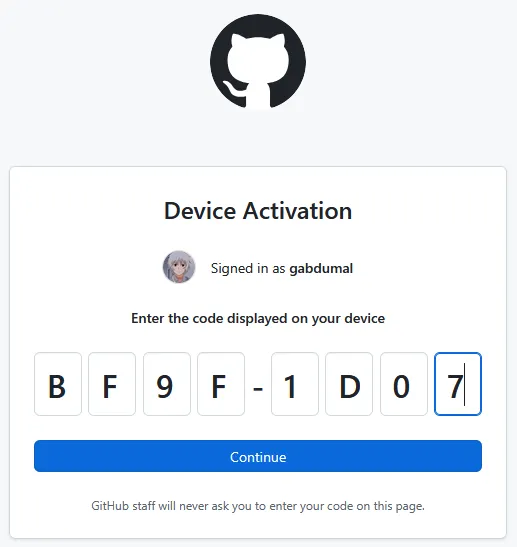 Device Activation
Signed in as gabdumal
Enter the code displayed on your device
B F 9 F - 1 D 0 7
Continue
GitHub staff will never ask you to enter your code on this page.